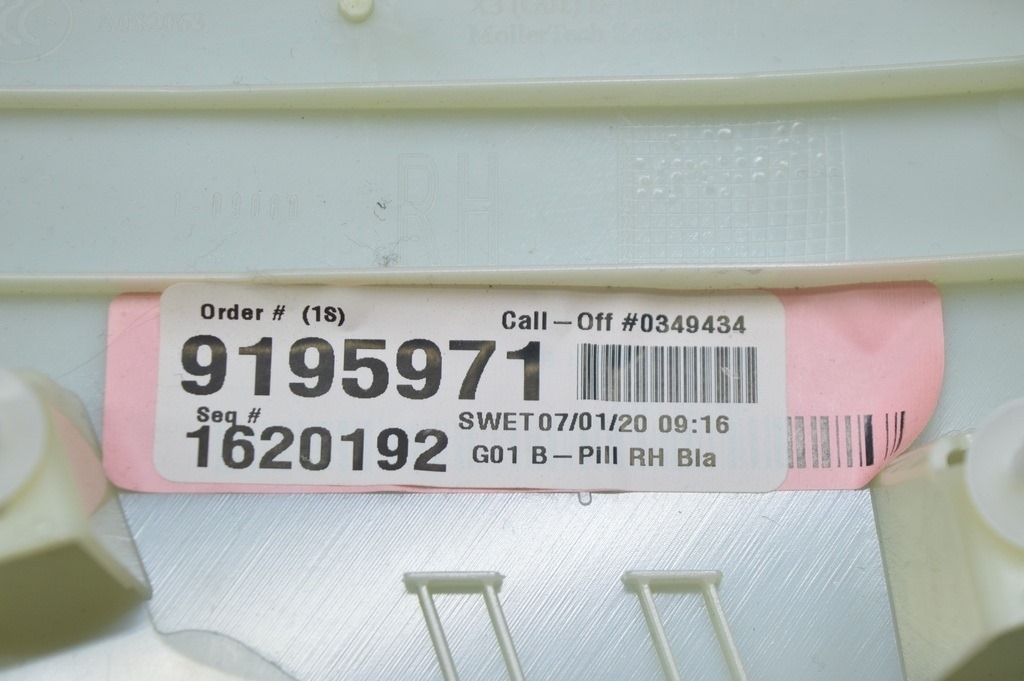 RH
Order # (1S)
Call-Off #0349434
9195971
Seq #
SWET 07/01/20 09:16
1620192
G01 B-Pill RH Bla